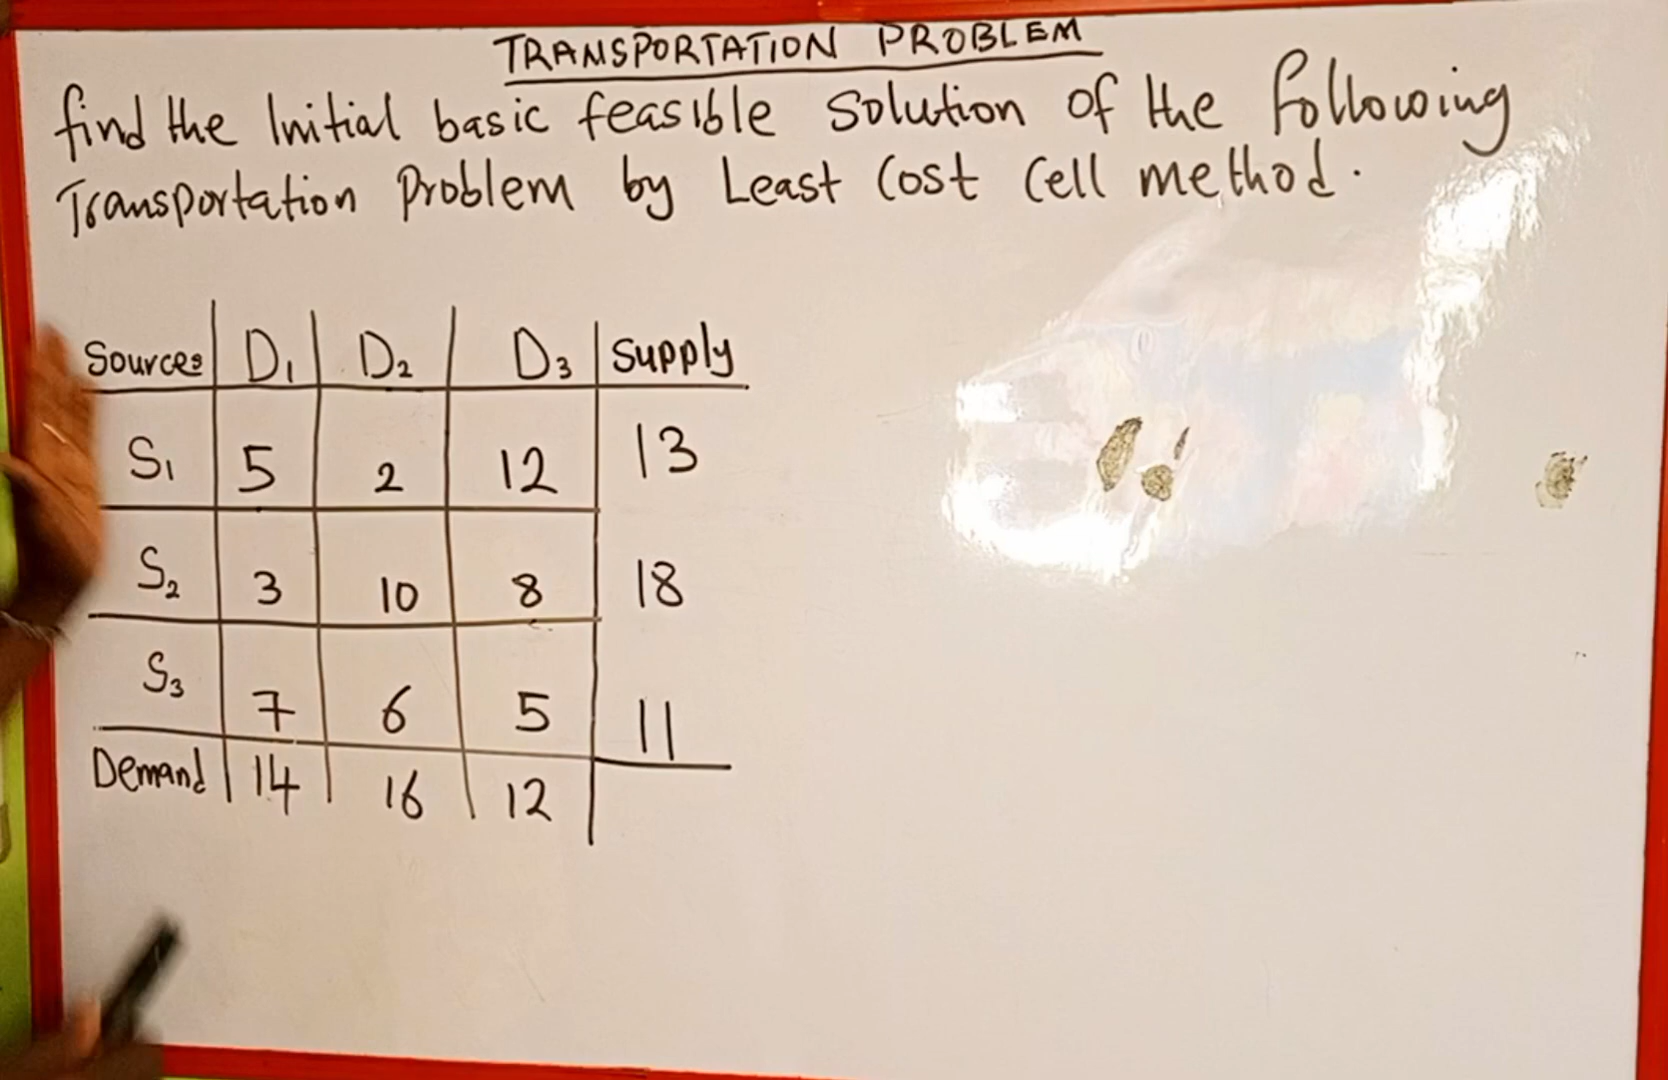 TRANSPORTATION PROBLEM
find the Initial basic feasible Solution of the following
Transportation Problem by Least Cost Cell method.
Sources D1 D2 D3 Supply
S1 5 2 12 13
S2 3 10 8 18
S3 7 6 5 11
Demand 14 16 12